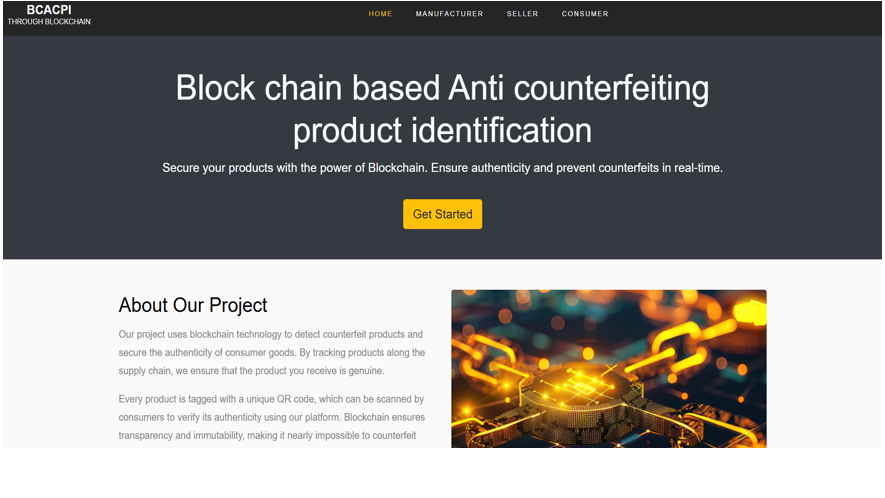 BCACPI
THROUGH BLOCKCHAIN
HOME MANUFACTURER SELLER CONSUMER
Block chain based Anti counterfeiting
product identification
Secure your products with the power of Blockchain. Ensure authenticity and prevent counterfeits in real-time.
Get Started
About Our Project
Our project uses blockchain technology to detect counterfeit products and
secure the authenticity of consumer goods. By tracking products along the
supply chain, we ensure that the product you receive is genuine.
Every product is tagged with a unique QR code, which can be scanned by
consumers to verify its authenticity using our platform. Blockchain ensures
transparency and immutability, making it nearly impossible to counterfeit